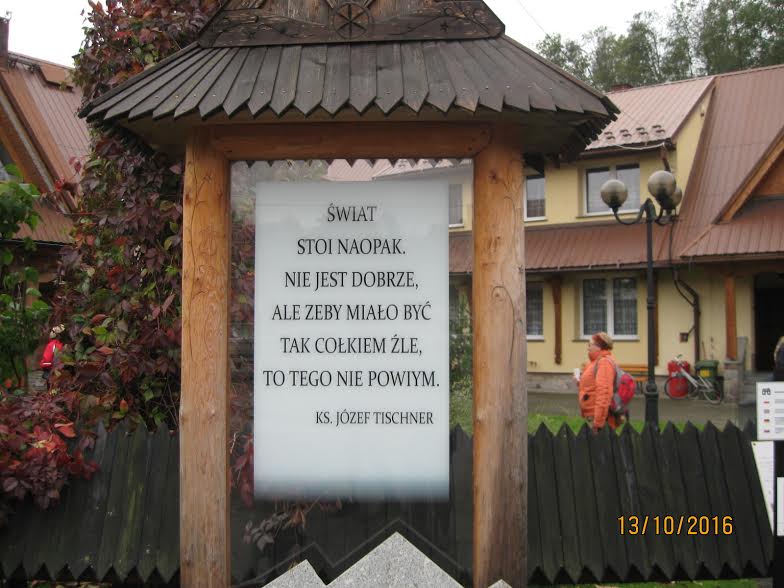 ŚWIAT
STOI NAOPAK.
NIE JEST DOBRZE,
ALE ZEBY MIAŁO BYĆ
TAK COŁKIEM ŹLE,
TO TEGO NIE POWIYM.
KS. JÓZEF TISCHNER
13/10/2016